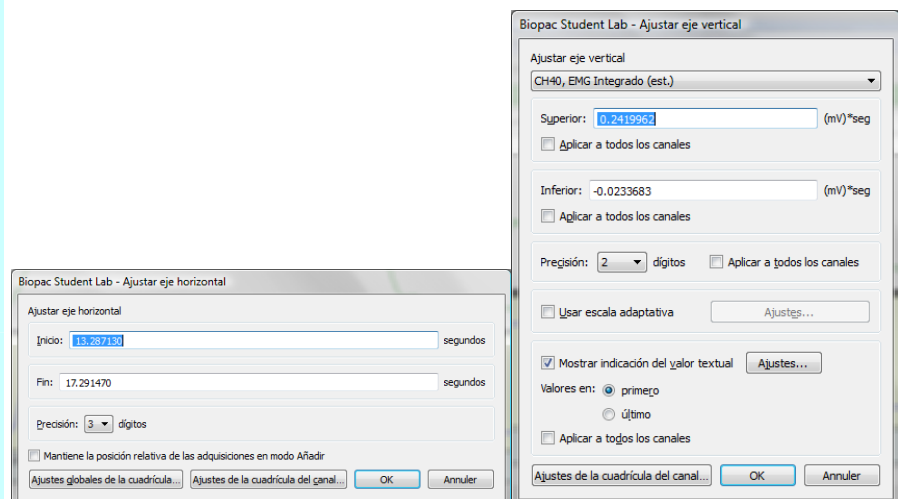 Biopac Student Lab - Ajustar eje horizontal
Ajustar eje horizontal
Inicio: 13.287130 segundos
Fin: 17.291470 segundos
Precisión: 3 dígitos
Mantiene la posición relativa de las adquisiciones en modo Añadir
Ajustes globales de la cuadrícula... Ajustes de la cuadrícula del canal... OK Annuler
Biopac Student Lab - Ajustar eje vertical
Ajustar eje vertical
CH40, EMG Integrado (est.)
Superior: 0.2419962 (mV)*seg
Aplicar a todos los canales
Inferior: -0.0233683 (mV)*seg
Aplicar a todos los canales
Precisión: 2 dígitos Aplicar a todos los canales
Usar escala adaptativa Ajustes...
Mostrar indicación del valor textual Ajustes...
Valores en: primero
último
Aplicar a todos los canales
Ajustes de la cuadrícula del canal... OK Annuler